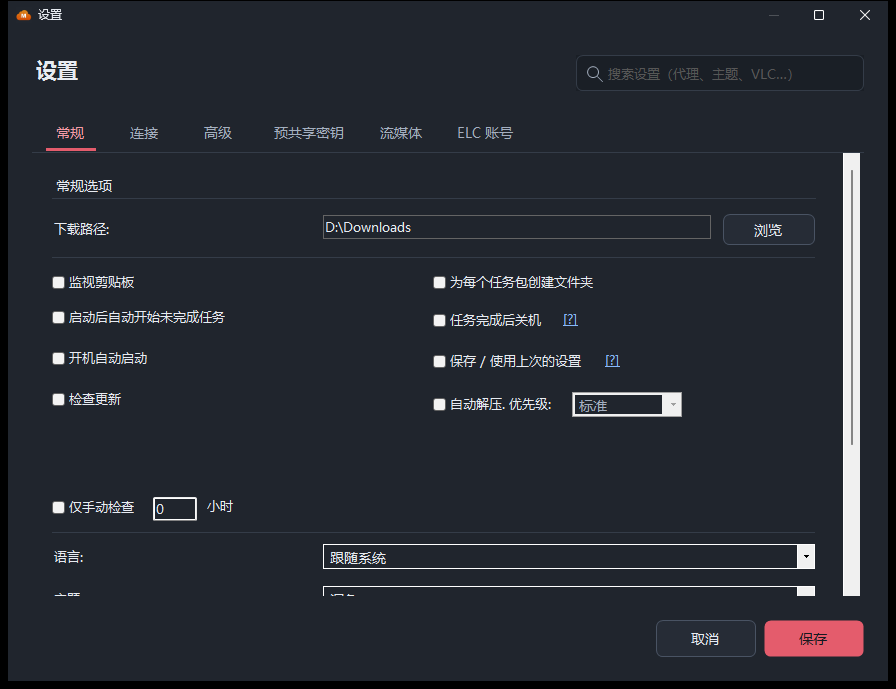 设置
设置
搜索设置（代理、主题、VLC...）
常规 连接 高级 预共享密钥 流媒体 ELC 账号
常规选项
下载路径: D:\Downloads 浏览
监视剪贴板 为每个任务包创建文件夹
启动后自动开始未完成任务 任务完成后关机 [?]
开机自动启动 保存 / 使用上次的设置 [?]
检查更新 自动解压. 优先级: 标准
仅手动检查 0 小时
语言: 跟随系统
取消 保存